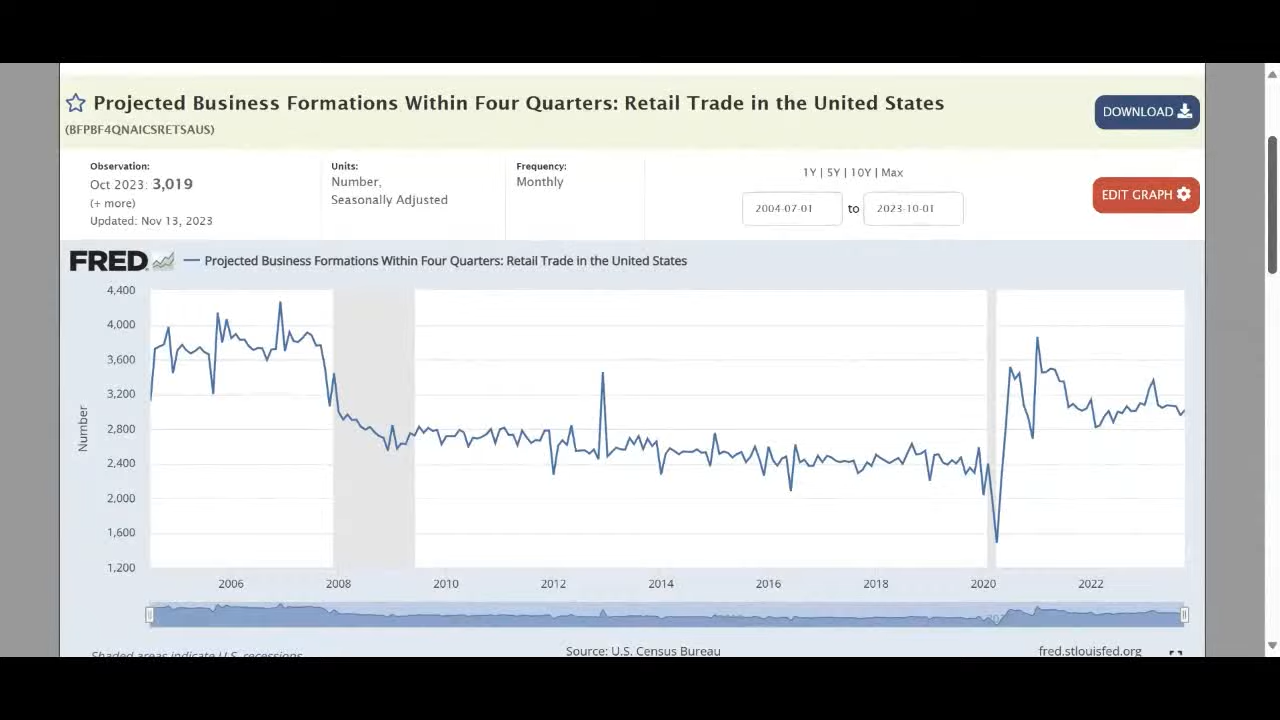 Projected Business Formations Within Four Quarters: Retail Trade in the United States
(BFPBF4QNAICSRETSAUS)
DOWNLOAD
Observation:
Oct 2023: 3,019
(+ more)
Updated: Nov 13, 2023
Units:
Number,
Seasonally Adjusted
Frequency:
Monthly
1Y | 5Y | 10Y | Max
2004-07-01 to 2023-10-01
EDIT GRAPH
FRED
Projected Business Formations Within Four Quarters: Retail Trade in the United States
4,400
4,000
3,600
3,200
2,800
2,400
2,000
1,600
1,200
Number
2006 2008 2010 2012 2014 2016 2018 2020 2022
Shaded areas indicate U.S. recessions.
Source: U.S. Census Bureau
fred.stlouisfed.org